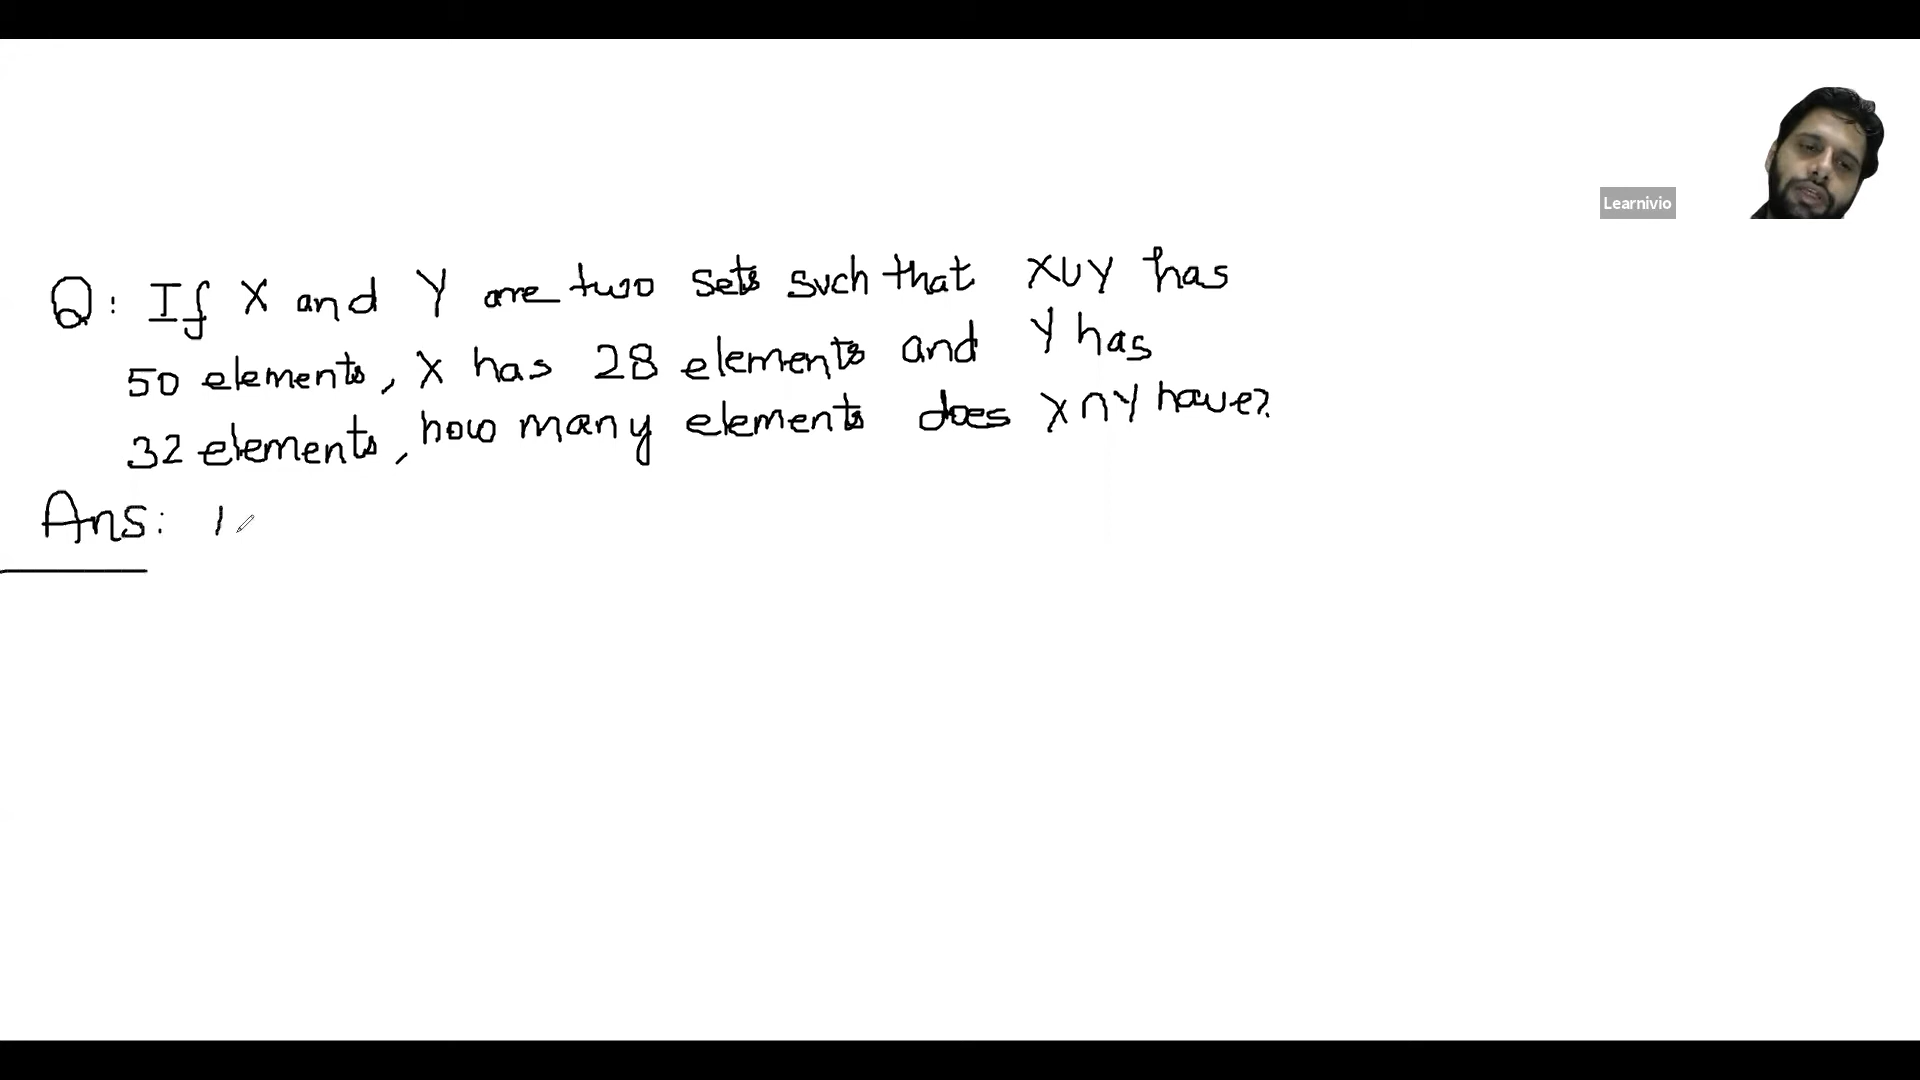 Learnivio
Q: If X and Y are two sets such that X∪Y has
50 elements, X has 28 elements and Y has
32 elements, how many elements does X∩Y have?
Ans: